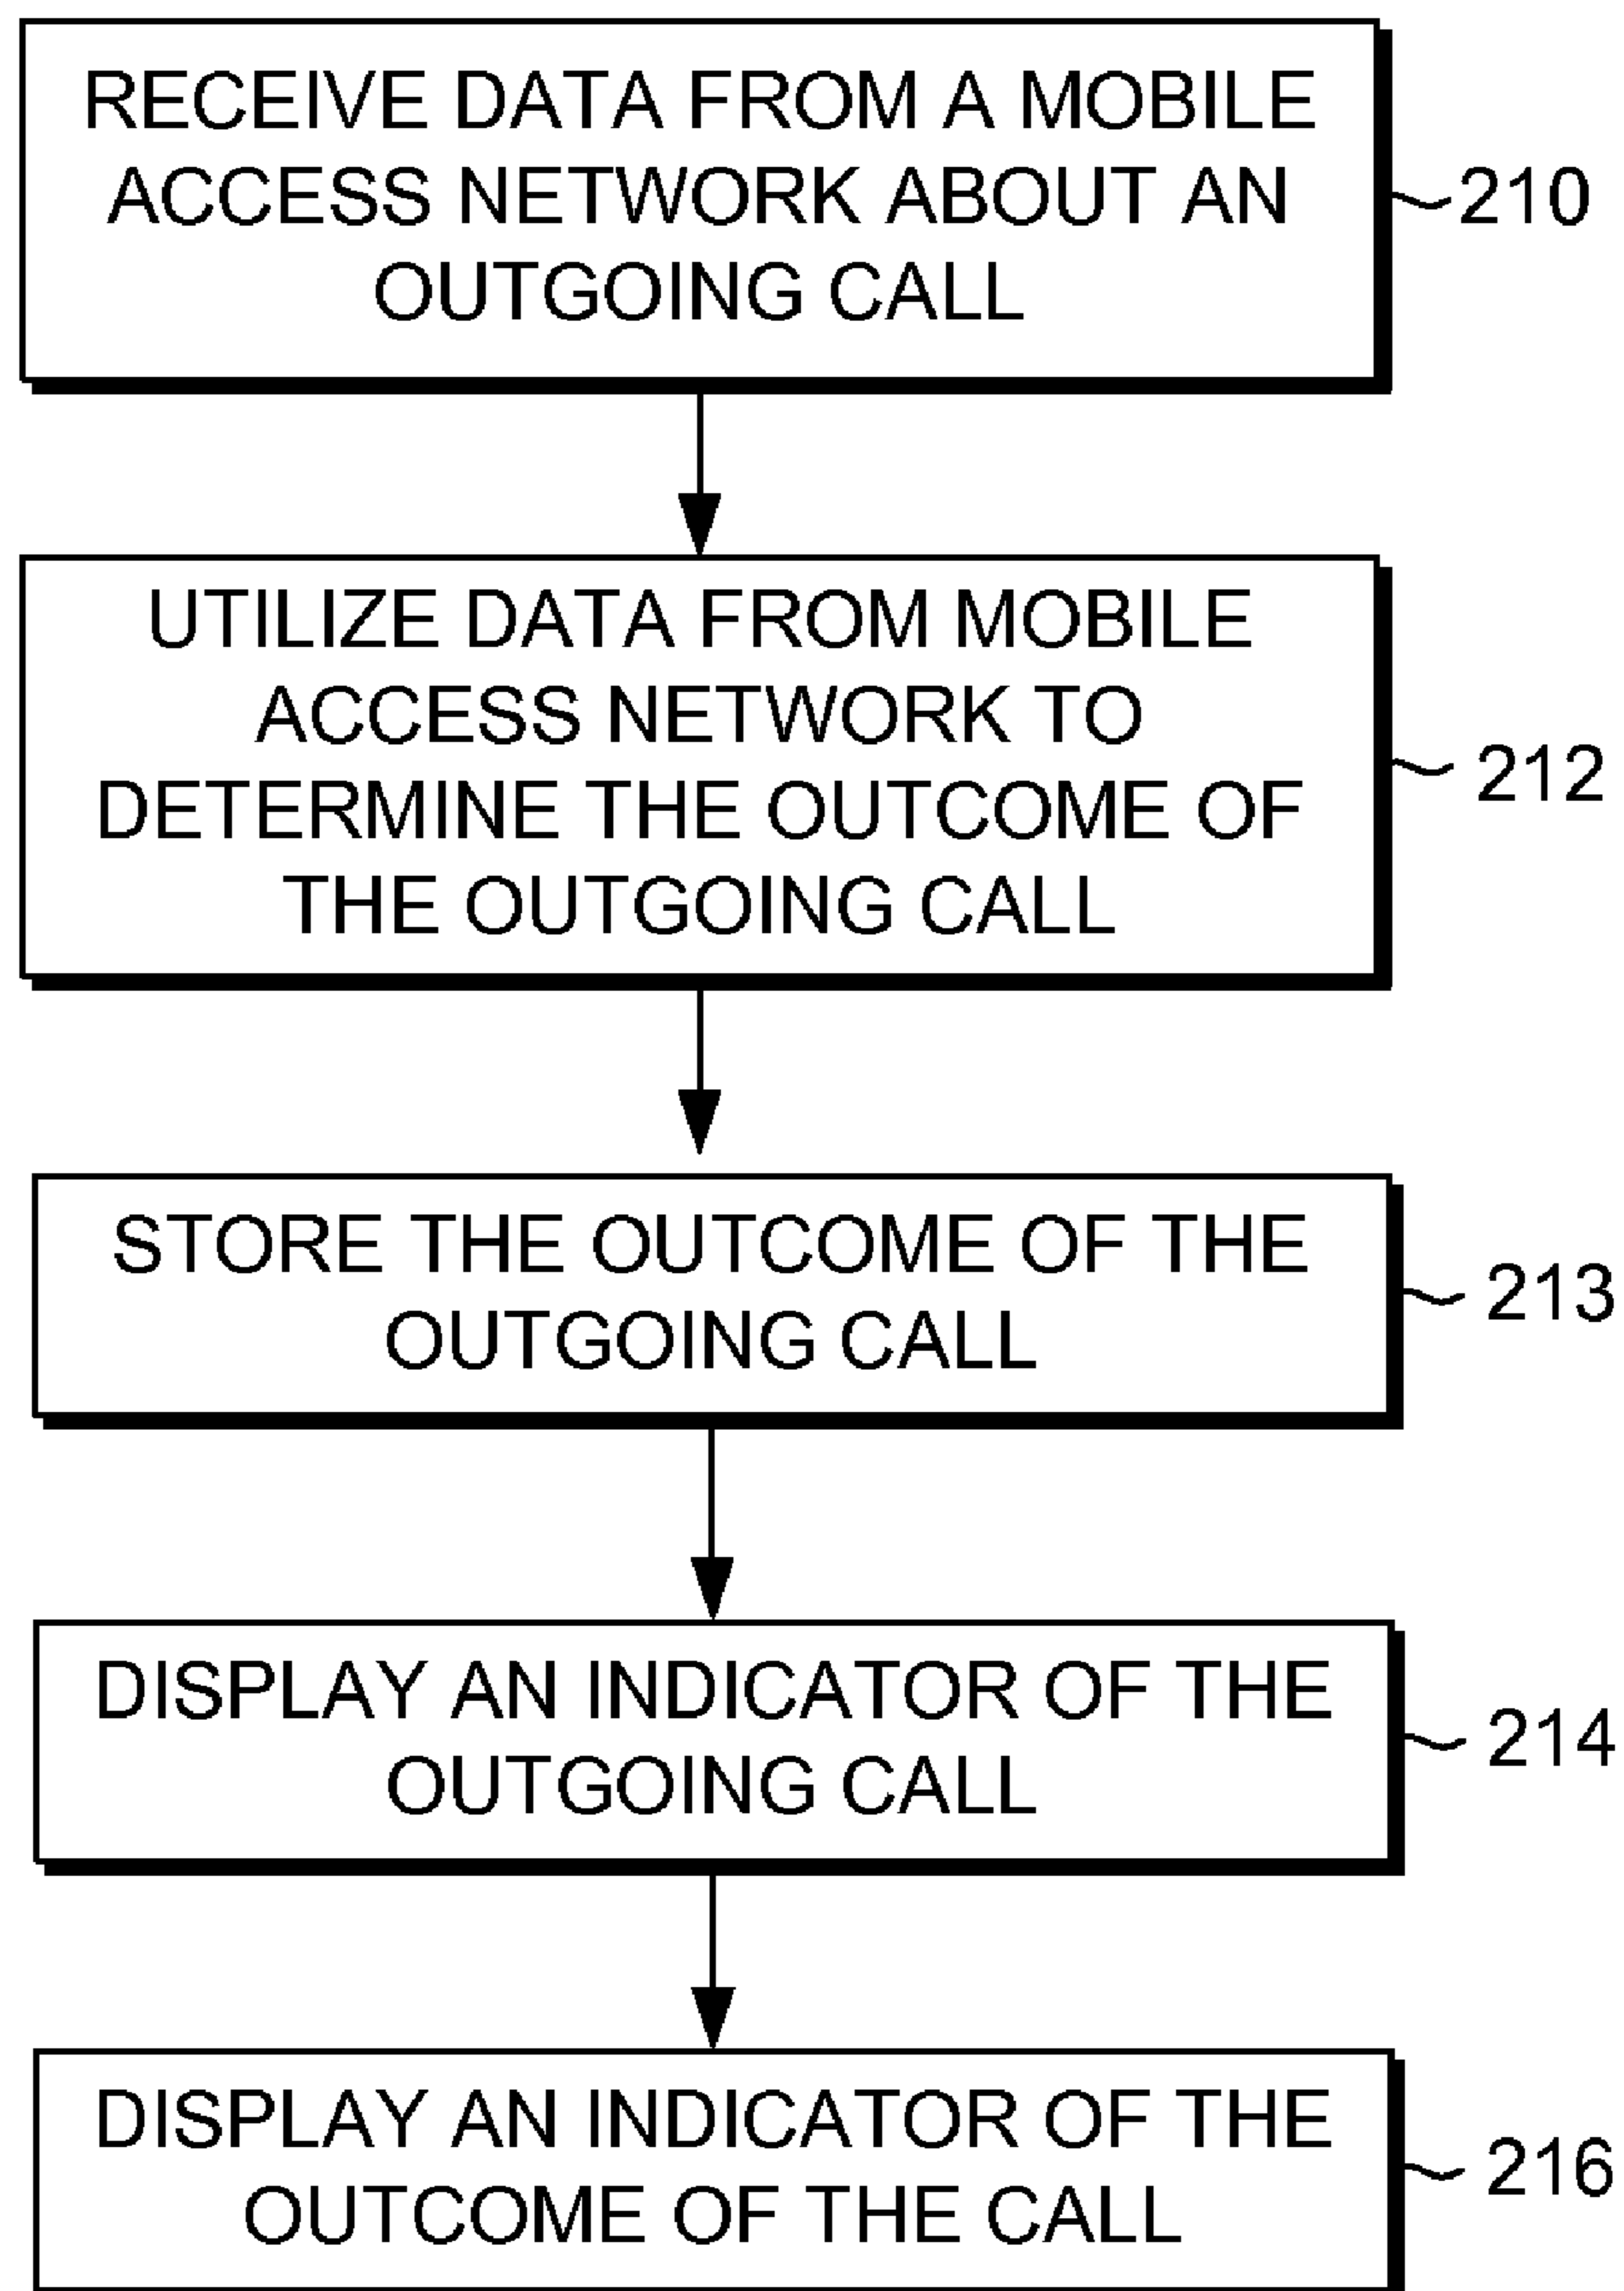 RECEIVE DATA FROM A MOBILE
ACCESS NETWORK ABOUT AN
OUTGOING CALL
210
UTILIZE DATA FROM MOBILE
ACCESS NETWORK TO
DETERMINE THE OUTCOME OF
THE OUTGOING CALL
212
STORE THE OUTCOME OF THE
OUTGOING CALL
213
DISPLAY AN INDICATOR OF THE
OUTGOING CALL
214
DISPLAY AN INDICATOR OF THE
OUTCOME OF THE CALL
216